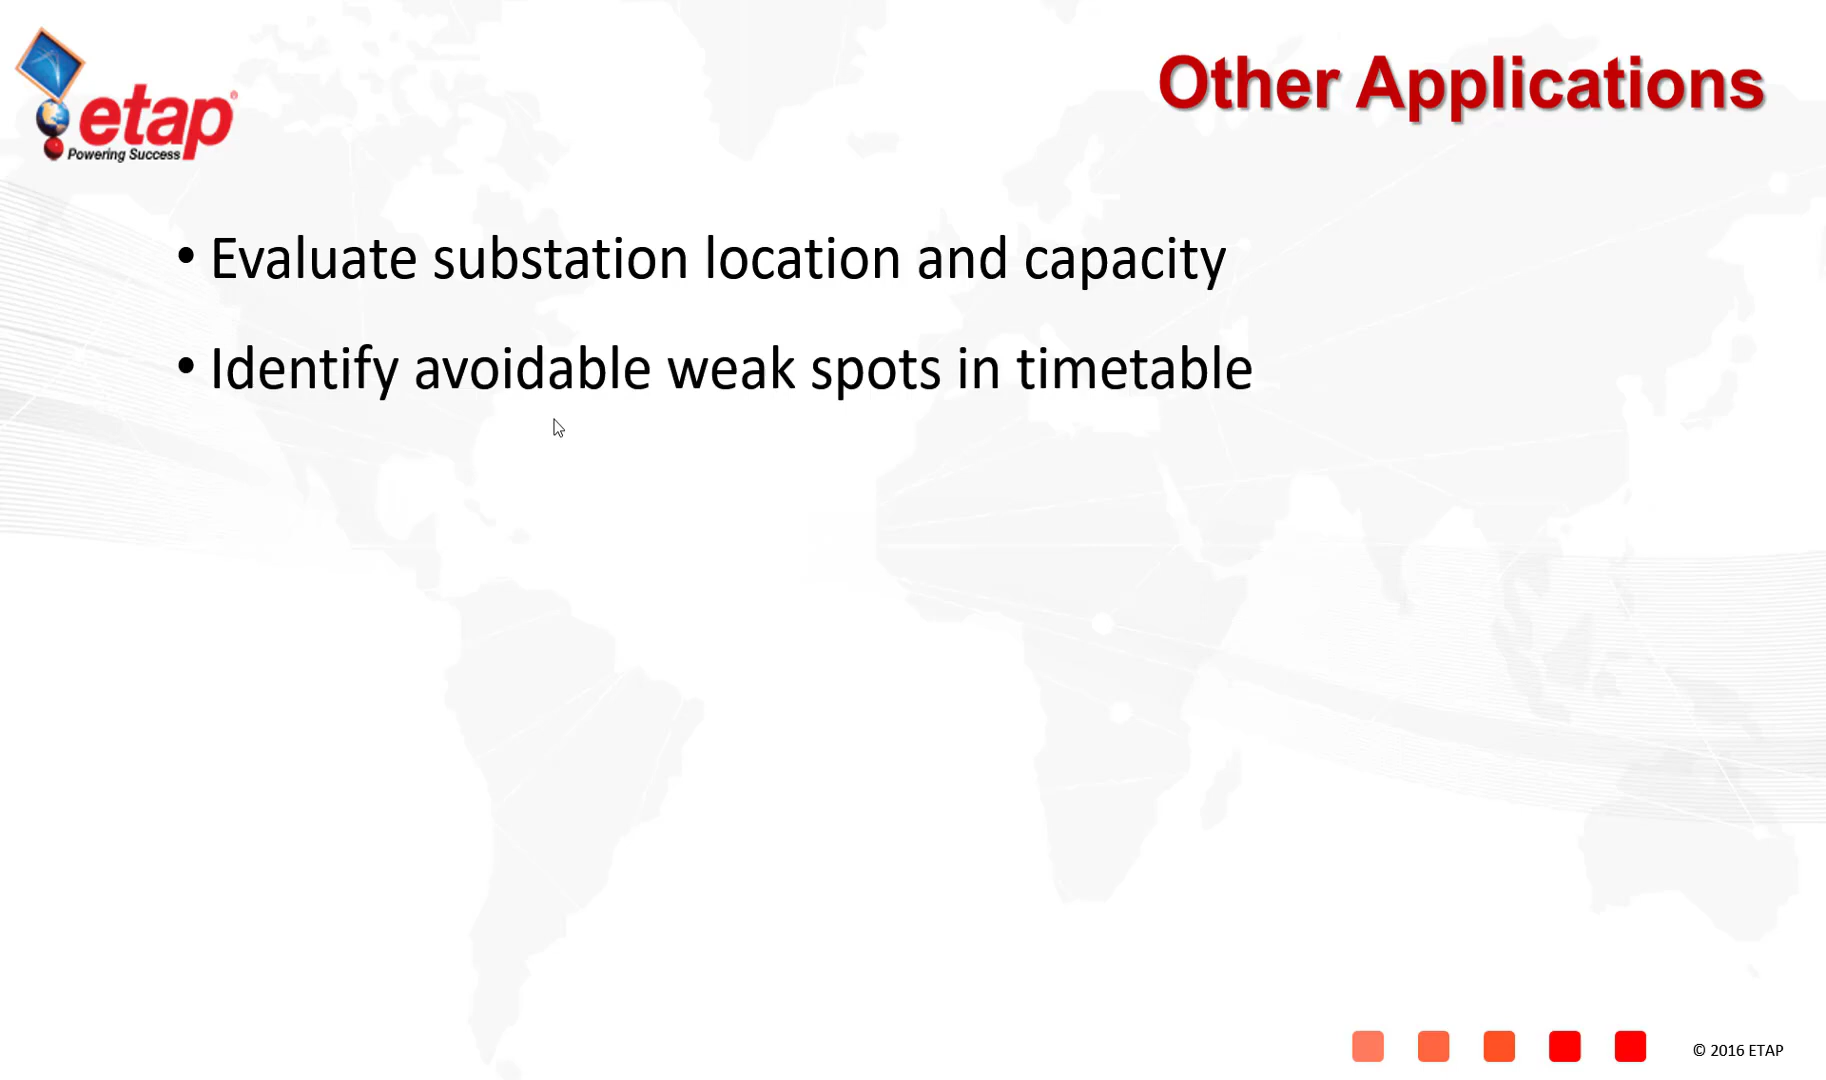 etap®
Powering Success
Other Applications
• Evaluate substation location and capacity
• Identify avoidable weak spots in timetable
© 2016 ETAP